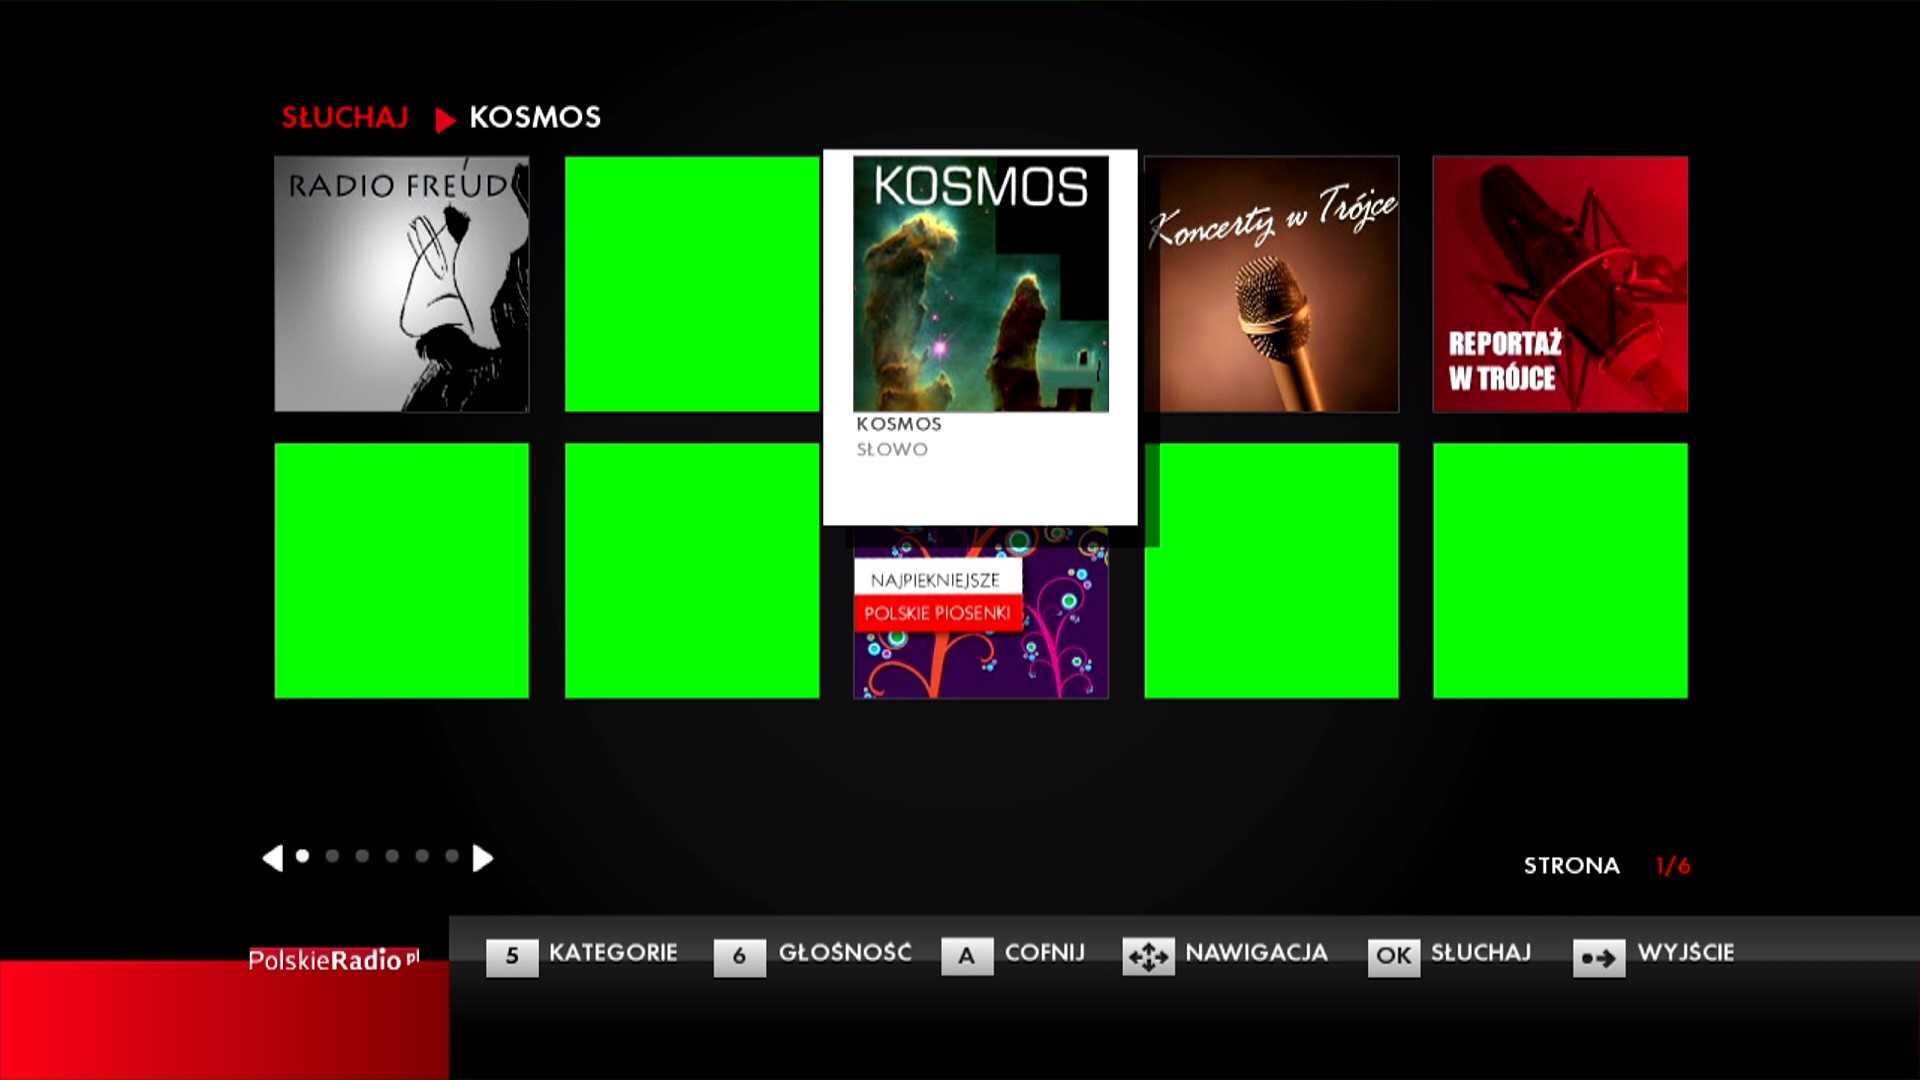 SŁUCHAJ KOSMOS
RADIO FREUD
KOSMOS
Koncerty w Trójce
REPORTAŻ
W TRÓJCE
KOSMOS
SŁOWO
NAJPIEKNIEJSZE
POLSKIE PIOSENKI
STRONA 1/6
PolskieRadio.pl
5 KATEGORIE 6 GŁOŚNOŚĆ A COFNIJ NAWIGACJA OK SŁUCHAJ WYJŚCIE